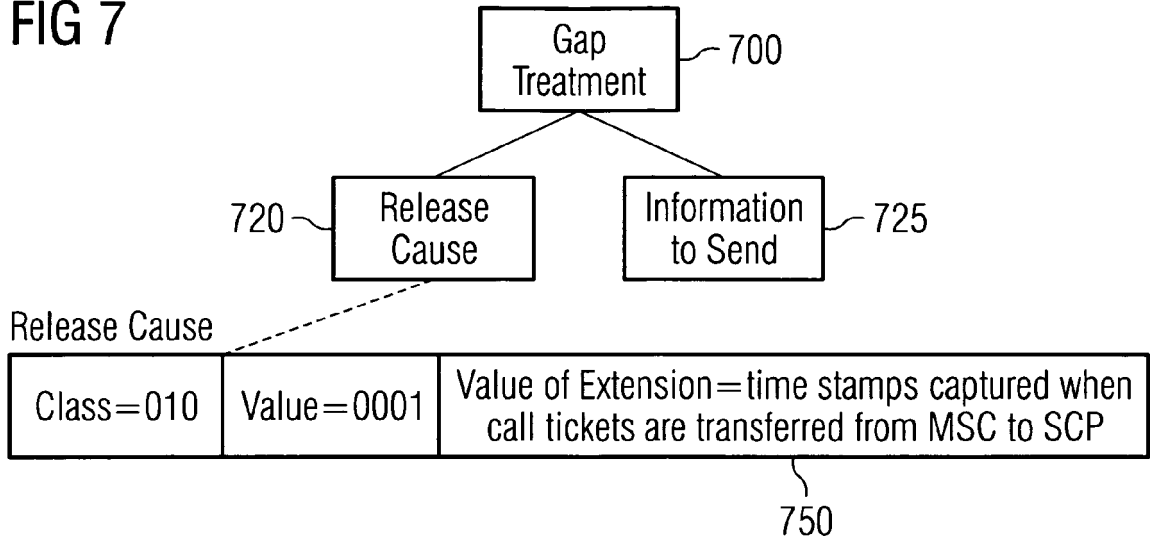 FIG 7
Gap
Treatment
700
720
Release
Cause
Information
to Send
725
Release Cause
Class=010
Value=0001
Value of Extension=time stamps captured when
call tickets are transferred from MSC to SCP
750